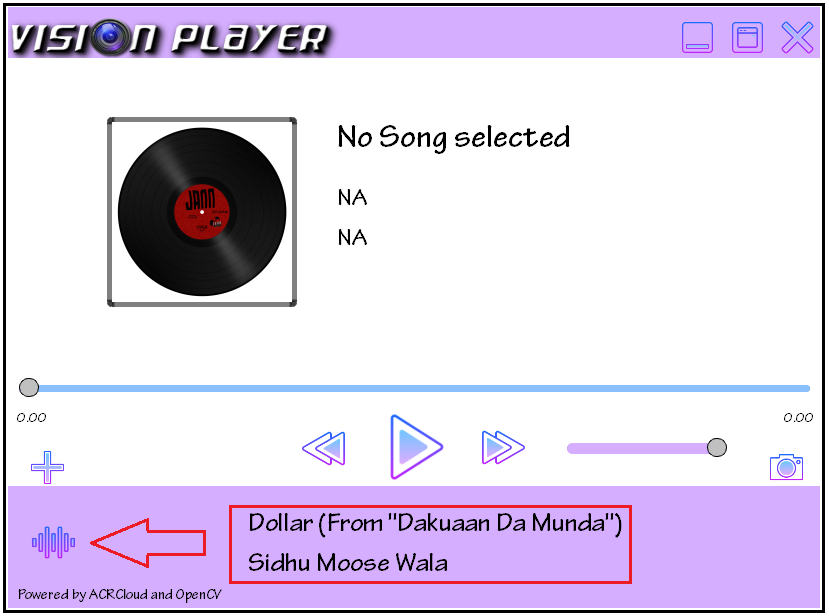 VISION PLAYER
No Song selected
JANN
NA
NA
0.00
0.00
Dollar (From "Dakuaan Da Munda")
Sidhu Moose Wala
Powered by ACRCloud and OpenCV